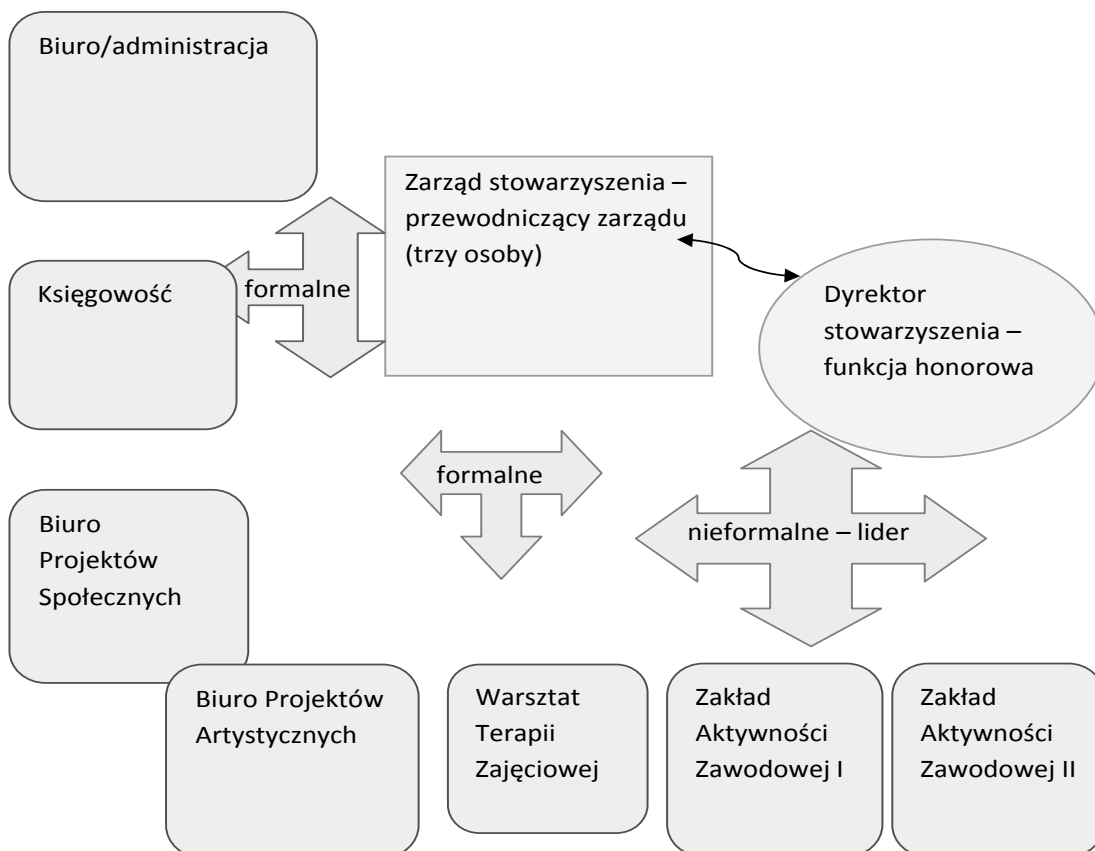 Biuro/administracja
Zarząd stowarzyszenia –
przewodniczący zarządu
(trzy osoby)
Księgowość
formalne
Dyrektor
stowarzyszenia –
funkcja honorowa
formalne
nieformalne – lider
Biuro
Projektów
Społecznych
Biuro Projektów
Artystycznych
Warsztat
Terapii
Zajęciowej
Zakład
Aktywności
Zawodowej I
Zakład
Aktywności
Zawodowej II